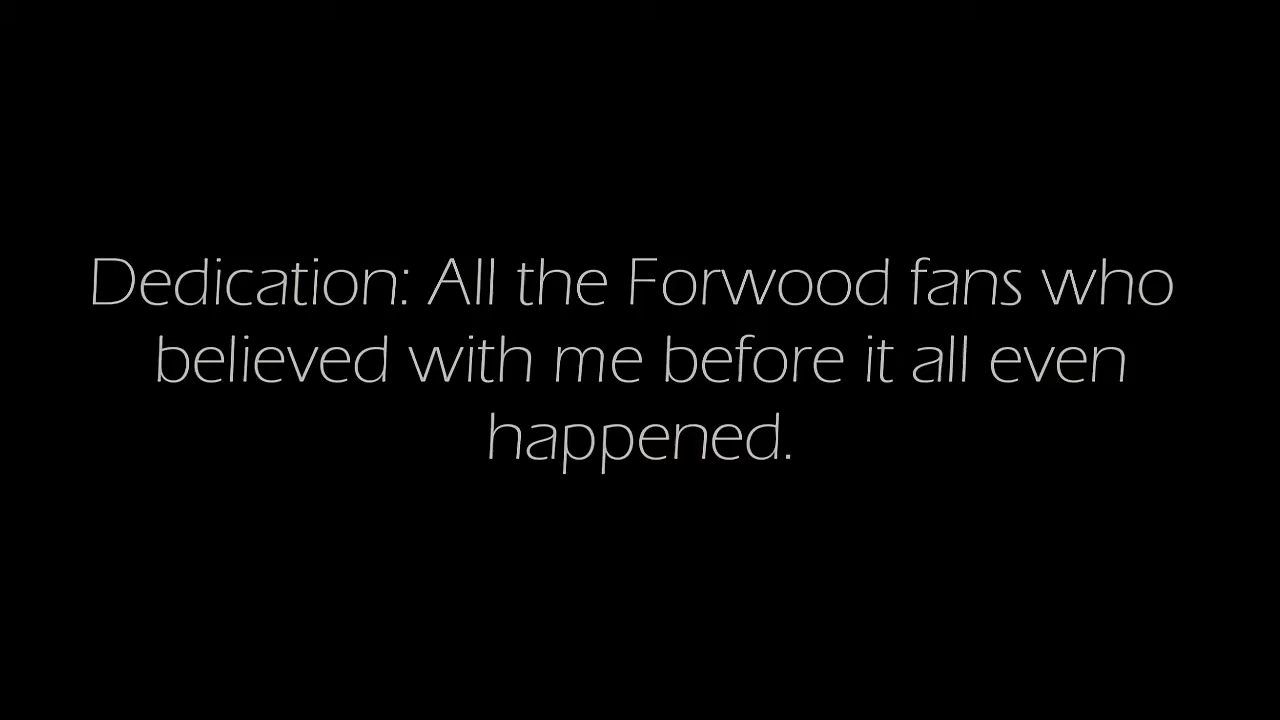 Dedication: All the Forwood fans who
believed with me before it all even
happened.